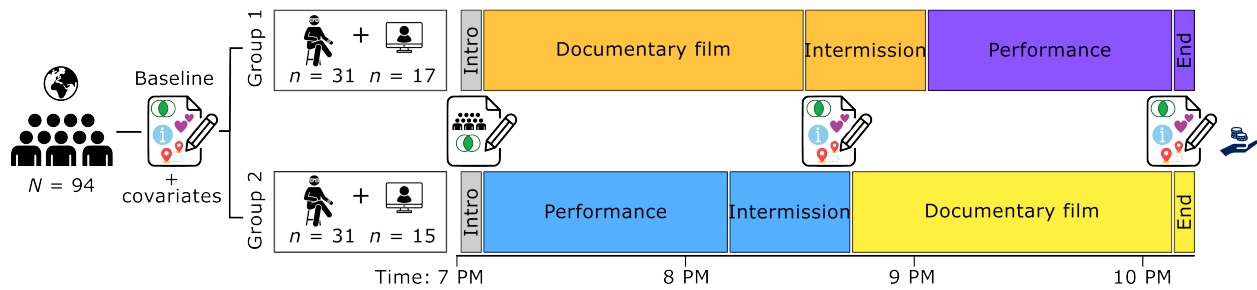 Baseline
+
covariates
N = 94
Group 1
+
n = 31 n = 17
Intro
Documentary film
Intermission
Performance
End
Group 2
+
n = 31 n = 15
Intro
Performance
Intermission
Documentary film
End
Time: 7 PM
8 PM
9 PM
10 PM